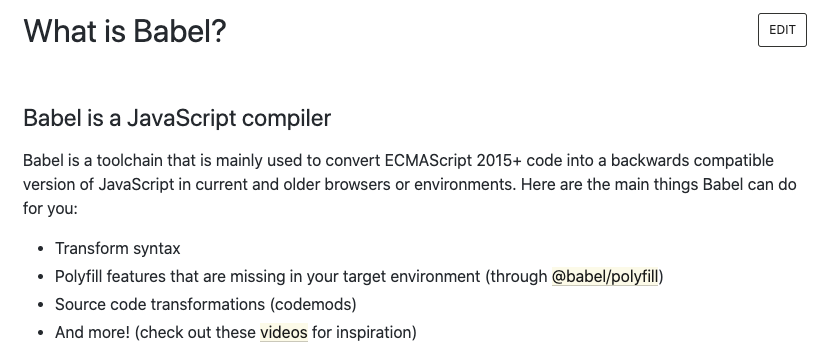 What is Babel?
EDIT
Babel is a JavaScript compiler
Babel is a toolchain that is mainly used to convert ECMAScript 2015+ code into a backwards compatible
version of JavaScript in current and older browsers or environments. Here are the main things Babel can do
for you:
• Transform syntax
• Polyfill features that are missing in your target environment (through @babel/polyfill)
• Source code transformations (codemods)
• And more! (check out these videos for inspiration)